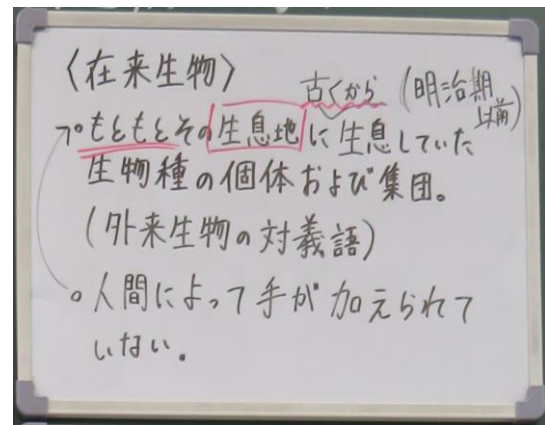 〈在来生物〉
古くから(明治期以前)
・もともとその生息地に生息していた
生物種の個体および集団。
(外来生物の対義語)
・人間によって手が加えられて
いない。